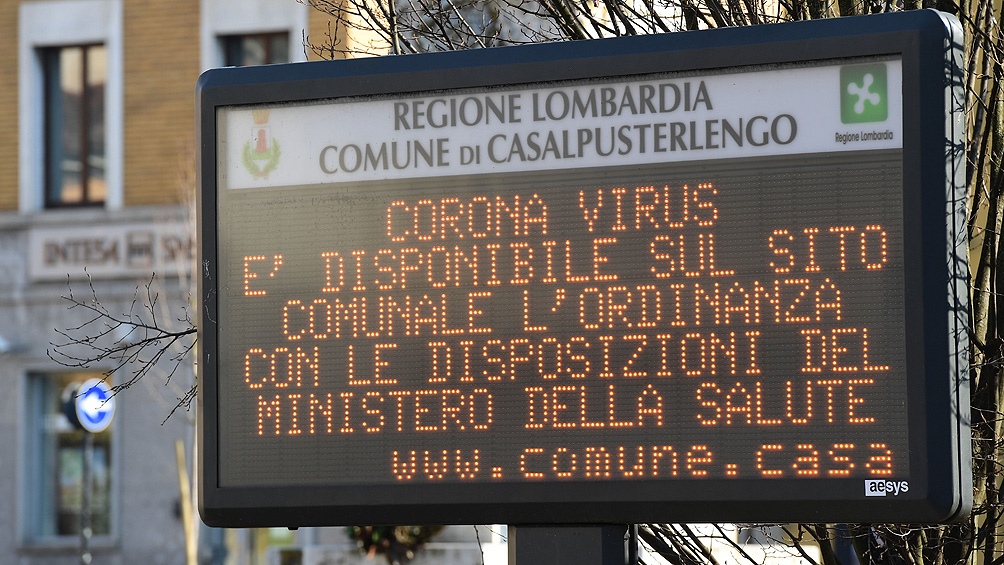 REGIONE LOMBARDIA
COMUNE DI CASALPUSTERLENGO
Regione Lombardia
CORONA VIRUS
E' DISPONIBILE SUL SITO
COMUNALE L'ORDINANZA
CON LE DISPOSIZIONI DEL
MINISTERO DELLA SALUTE
www.comune.casa
aesys
INTESA